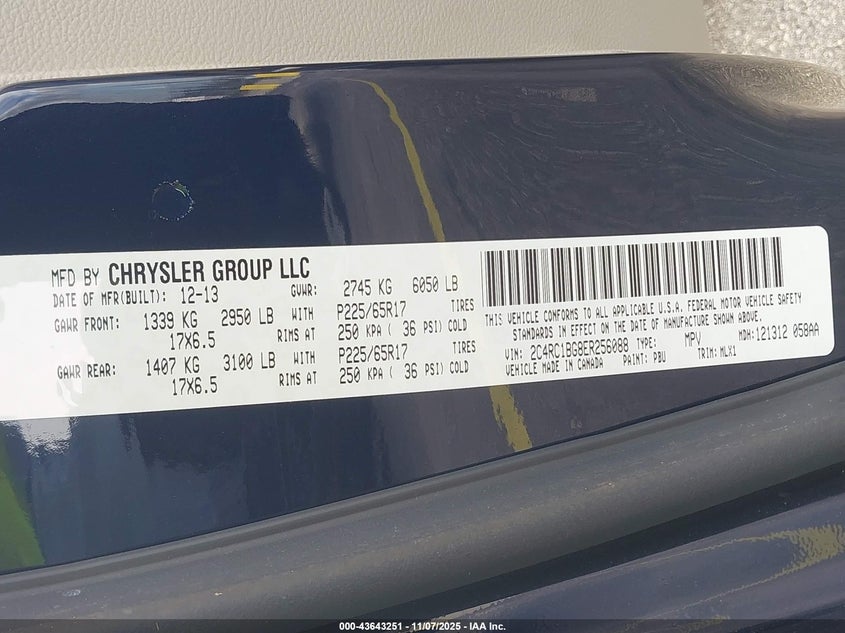 MFD BY CHRYSLER GROUP LLC
DATE OF MFR(BUILT): 12-13 GVWR: 2745 KG 6050 LB
GAWR FRONT: 1339 KG 2950 LB WITH P225/65R17 TIRES
17X6.5 RIMS AT 250 KPA ( 36 PSI) COLD
GAWR REAR: 1407 KG 3100 LB WITH P225/65R17 TIRES
17X6.5 RIMS AT 250 KPA ( 36 PSI) COLD
THIS VEHICLE CONFORMS TO ALL APPLICABLE U.S.A. FEDERAL MOTOR VEHICLE SAFETY
STANDARDS IN EFFECT ON THE DATE OF MANUFACTURE SHOWN ABOVE.
VIN: 2C4RC1BG8ER256088 TYPE: MPV MDH:121312 058AA
VEHICLE MADE IN CANADA PAINT: PBU TRIM: MLX1
000-43643251 - 11/07/2025 - IAA Inc.